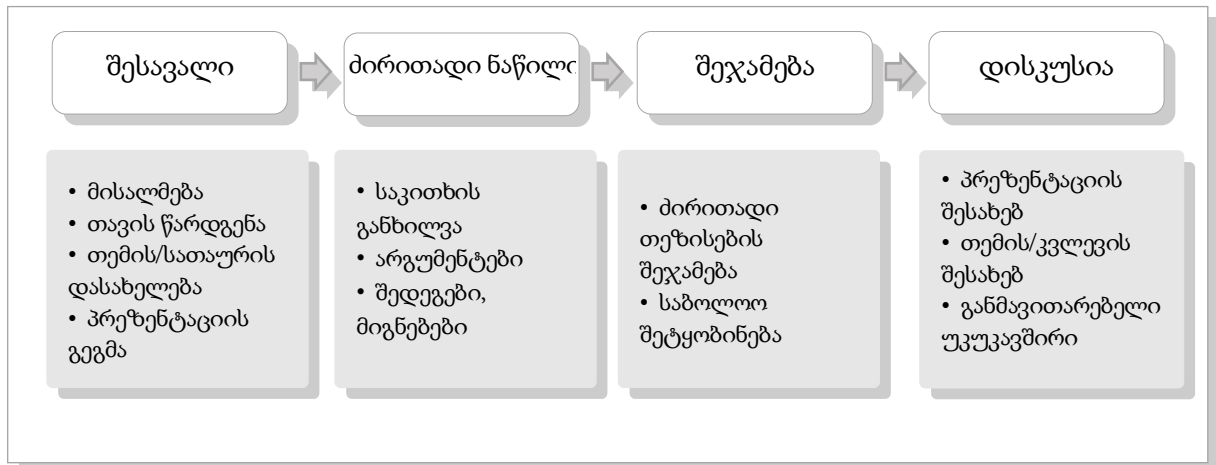 შესავალი
ძირითადი ნაწილი
შეჯამება
დისკუსია
• მისალმება
• თავის წარდგენა
• თემის/სათაურის
დასახელება
• პრეზენტაციის
გეგმა
• საკითხის
განხილვა
• არგუმენტები
• შედეგები,
მიგნებები
• ძირითადი
თეზისების
შეჯამება
• საბოლოო
შეტყობინება
• პრეზენტაციის
შესახებ
• თემის/კვლევის
შესახებ
• განმავითარებელი
უკუკავშირი